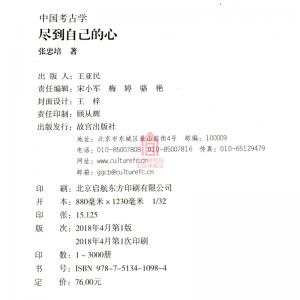 中国考古学
尽到自己的心
张忠培 著
出版人：王亚民
责任编辑：宋小军 梅 婷 骆 艳
封面设计：王 梓
责任印制：顾从辉
出版发行：故宫出版社
地址：北京市东城区景山前街4号 邮编：100009
电话：010-85007808 010-85007816 传真：010-65129479
网址：www.culturefc.cn
邮箱：ggcb@culturefc.cn
印 刷：北京启航东方印刷有限公司
开 本：880毫米×1230毫米 1/32
印 张：15.125
版 次：2018年4月第1版
2018年4月第1次印刷
印 数：1～3000册
书 号：ISBN 978-7-5134-1098-4
定 价：76.00元